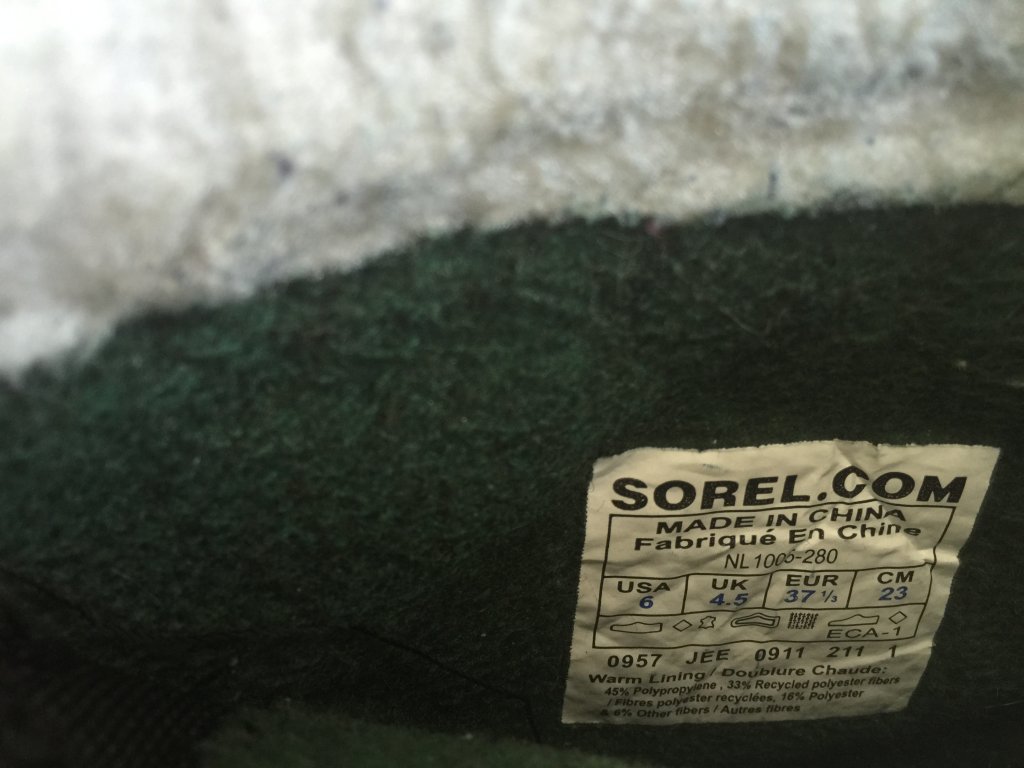 SOREL.COM
MADE IN CHINA
Fabriqué En Chine
NL1005-280
USA UK EUR CM
6 4.5 37 1/3 23
ECA-1
0957 JEE 0911 211 1
Warm Lining / Doublure Chaude:
45% Polypropylene , 33% Recycled polyester fibers
/ Fibres polyester recyclées, 16% Polyester
& 6% Other fibers / Autres fibres